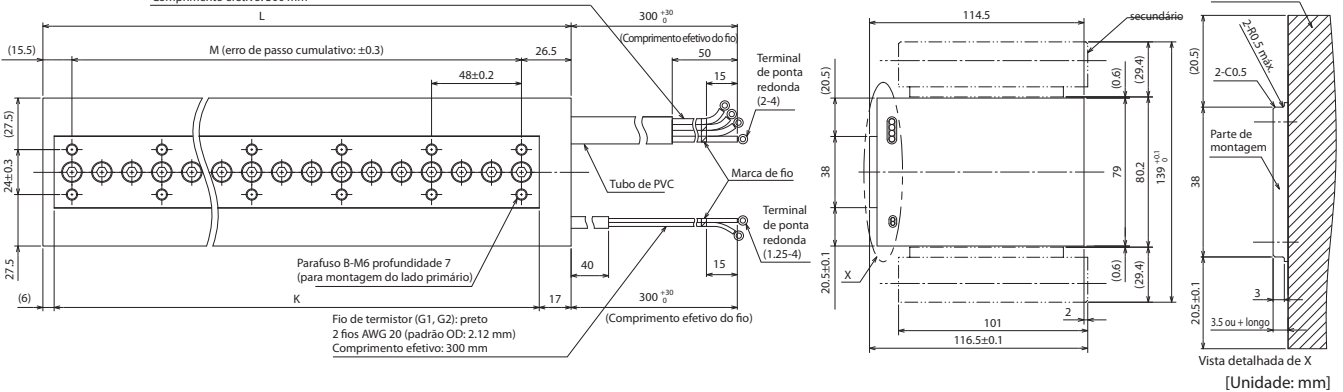 L
300 +30 0
(Comprimento efetivo do fio)
(15.5)
M (erro de passo cumulativo: ±0.3)
26.5
50
48±0.2
15
Terminal
de ponta
redonda
(2-4)
(27.5)
24±0.3
27.5
Tubo de PVC
Marca de fio
Terminal
de ponta
redonda
(1.25-4)
Parafuso B-M6 profundidade 7
(para montagem do lado primário)
40
15
(6)
K
17
300 +30 0
(Comprimento efetivo do fio)
Fio de termistor (G1, G2): preto
2 fios AWG 20 (padrão OD: 2.12 mm)
Comprimento efetivo: 300 mm
114.5
secundário
(20.5)
(0.6)
(29.4)
38
79
80.2
139 +0.1 0
20.5±0.1
X
(0.6)
(29.4)
2
101
116.5±0.1
(20.5)
2-R0.5 máx.
2-C0.5
Parte de
montagem
38
20.5±0.1
3
3.5 ou + longo
Vista detalhada de X
[Unidade: mm]